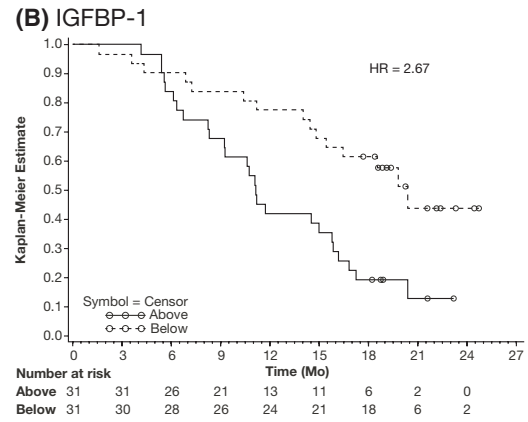 (B) IGFBP-1
HR = 2.67
Kaplan-Meier Estimate
1.0
0.9
0.8
0.7
0.6
0.5
0.4
0.3
0.2
0.1
0.0
Symbol = Censor
Above
Below
0 3 6 9 12 15 18 21 24 27
Number at risk
Time (Mo)
Above 31 31 26 21 13 11 6 2 0
Below 31 30 28 26 24 21 18 6 2